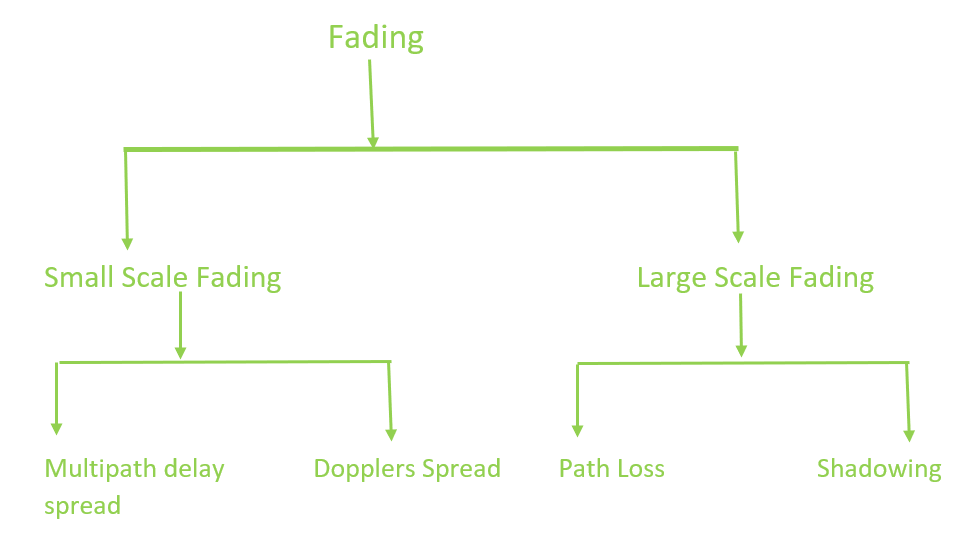 Fading
Small Scale Fading
Large Scale Fading
Multipath delay
spread
Dopplers Spread
Path Loss
Shadowing